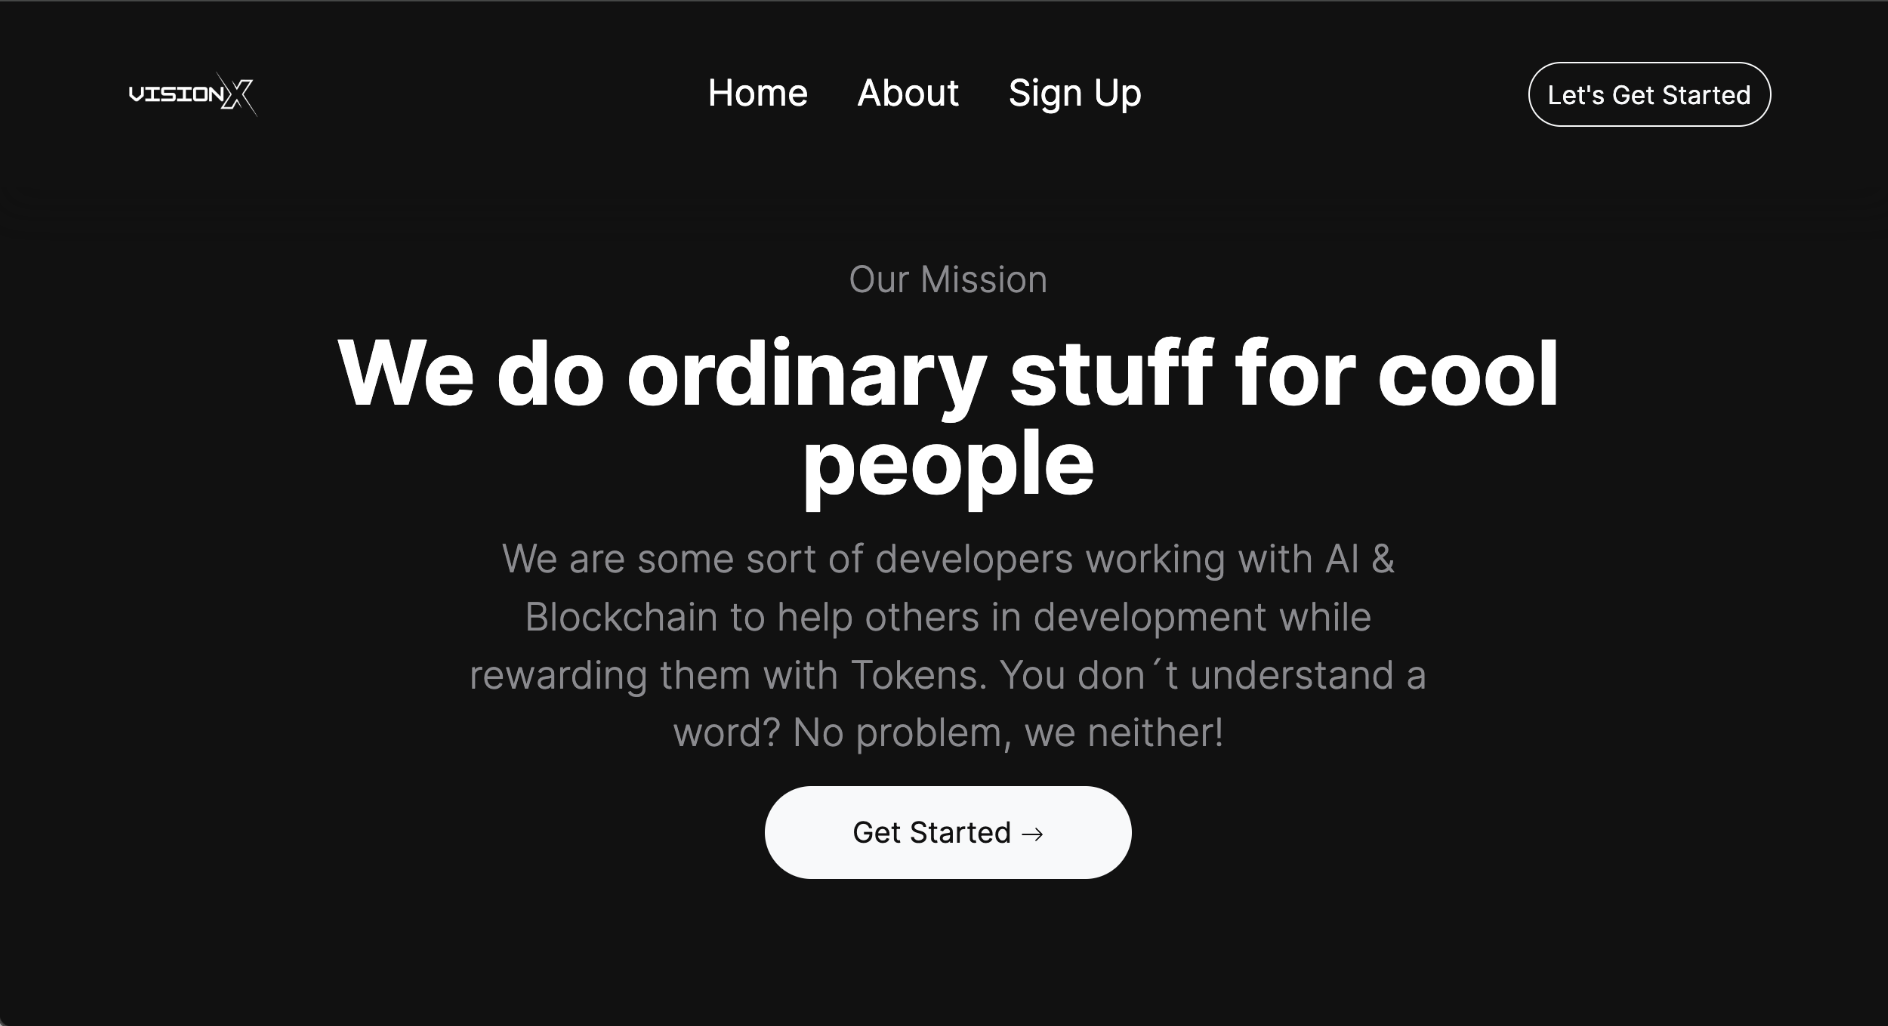 VISIONX
Home About Sign Up
Let's Get Started
Our Mission
We do ordinary stuff for cool
people
We are some sort of developers working with AI &
Blockchain to help others in development while
rewarding them with Tokens. You don´t understand a
word? No problem, we neither!
Get Started →